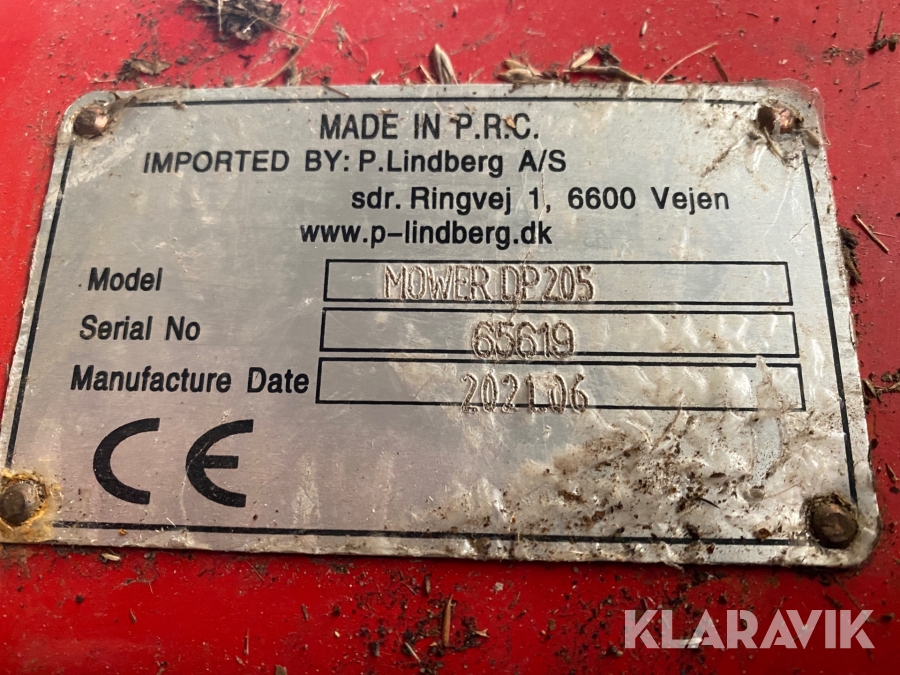 MADE IN P.R.C.
IMPORTED BY: P.Lindberg A/S
sdr. Ringvej 1, 6600 Vejen
www.p-lindberg.dk
Model MOWER DP205
Serial No 65619
Manufacture Date 2021.06
CE
KLARAVIK